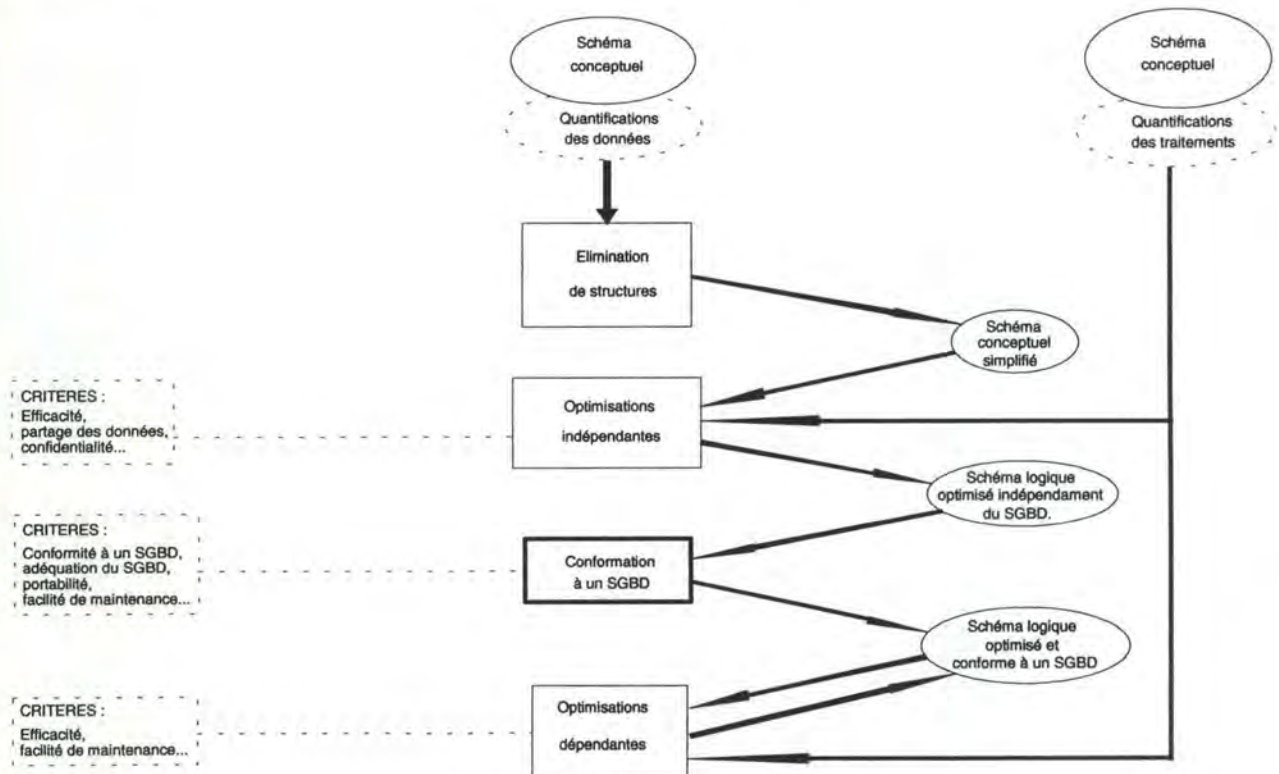 Schéma
conceptuel
Quantifications
des données
Schéma
conceptuel
Quantifications
des traitements
Elimination
de structures
Schéma
conceptuel
simplifié
CRITERES :
Efficacité,
partage des données,
confidentialité...
Optimisations
indépendantes
Schéma logique
optimisé indépendament
du SGBD.
CRITERES :
Conformité à un SGBD,
adéquation du SGBD,
portabilité,
facilité de maintenance...
Conformation
à un SGBD
Schéma logique
optimisé et
conforme à un SGBD
CRITERES :
Efficacité,
facilité de maintenance...
Optimisations
dépendantes